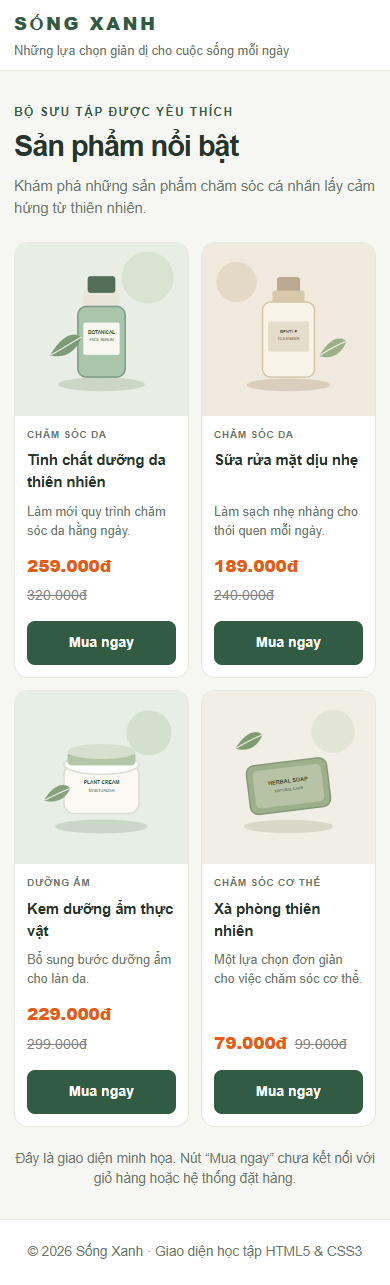 SỐNG XANH
Những lựa chọn giản dị cho cuộc sống mỗi ngày
BỘ SƯU TẬP ĐƯỢC YÊU THÍCH
Sản phẩm nổi bật
Khám phá những sản phẩm chăm sóc cá nhân lấy cảm
hứng từ thiên nhiên.
BOTANICAL
FACE SERUM
CHĂM SÓC DA
Tinh chất dưỡng da
thiên nhiên
Làm mới quy trình chăm
sóc da hằng ngày.
259.000đ
320.000đ
Mua ngay
GENTLE
CLEANSER
CHĂM SÓC DA
Sữa rửa mặt dịu nhẹ
Làm sạch nhẹ nhàng cho
thói quen mỗi ngày.
189.000đ
240.000đ
Mua ngay
PLANT CREAM
MOISTURIZER
DƯỠNG ẨM
Kem dưỡng ẩm thực
vật
Bổ sung bước dưỡng ẩm
cho làn da.
229.000đ
299.000đ
Mua ngay
HERBAL SOAP
NATURAL CARE
CHĂM SÓC CƠ THỂ
Xà phòng thiên
nhiên
Một lựa chọn đơn giản
cho việc chăm sóc cơ thể.
79.000đ 99.000đ
Mua ngay
Đây là giao diện minh họa. Nút “Mua ngay” chưa kết nối với
giỏ hàng hoặc hệ thống đặt hàng.
© 2026 Sống Xanh · Giao diện học tập HTML5 & CSS3